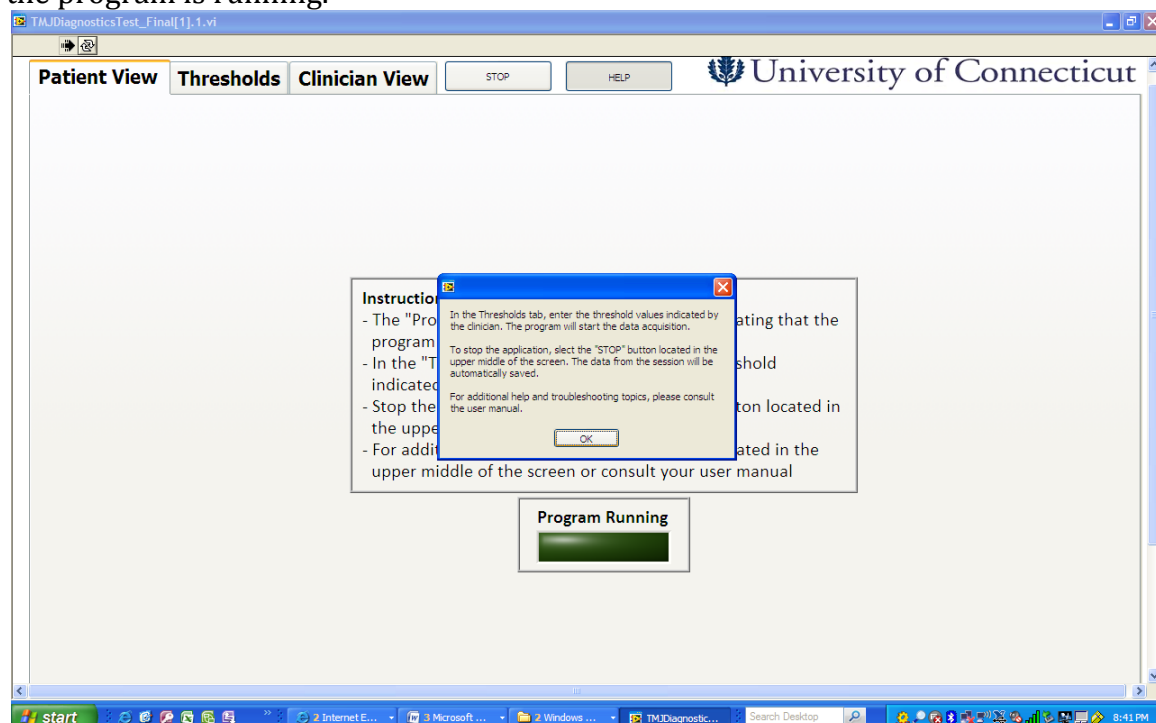 the program is running.
TMJDiagnosticsTest_Final[1].1.vi
Patient View Thresholds Clinician View STOP HELP University of Connecticut
Instructio
- The "Pro ating that the
program
- In the "T shold
indicated
- Stop the ton located in
the uppe
- For addit ated in the
upper middle of the screen or consult your user manual
In the Thresholds tab, enter the threshold values indicated by
the clinician. The program will start the data acquisition.
To stop the application, slect the "STOP" button located in the
upper middle of the screen. The data from the session will be
automatically saved.
For additional help and troubleshooting topics, please consult
the user manual.
OK
Program Running
start 2 Internet E... 3 Microsoft ... 2 Windows ... TMJDiagnostic... Search Desktop 8:41 PM